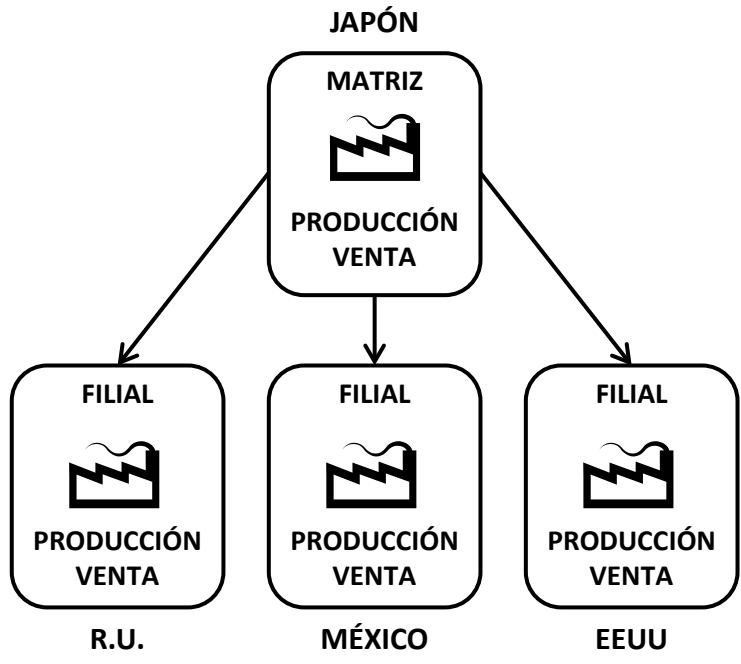 JAPÓN
MATRIZ
PRODUCCIÓN
VENTA
FILIAL
PRODUCCIÓN
VENTA
R.U.
FILIAL
PRODUCCIÓN
VENTA
MÉXICO
FILIAL
PRODUCCIÓN
VENTA
EEUU